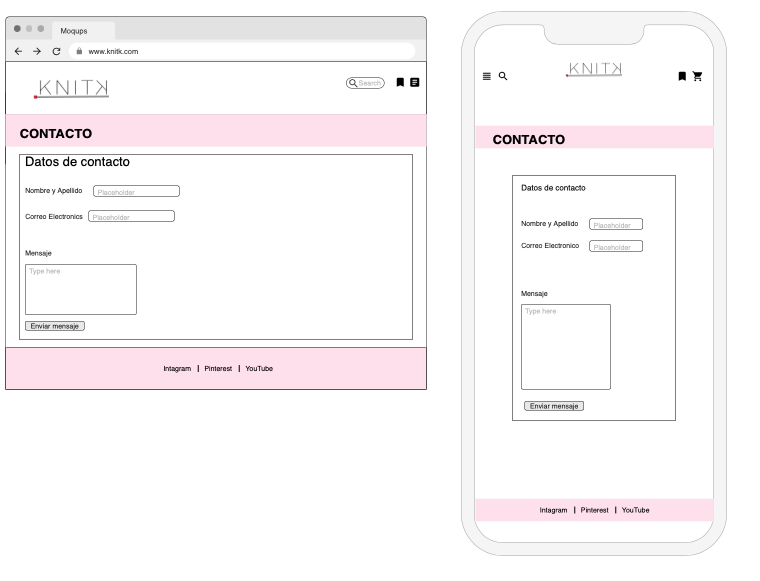 Moqups
www.knitk.com
KNITK
Search
CONTACTO
Datos de contacto
Nombre y Apellido Placeholder
Correo Electronics Placeholder
Mensaje
Type here
Enviar mensaje
Intagram | Pinterest | YouTube
KNITK
CONTACTO
Datos de contacto
Nombre y Apellido Placeholder
Correo Electronico Placeholder
Mensaje
Type here
Enviar mensaje
Intagram | Pinterest | YouTube